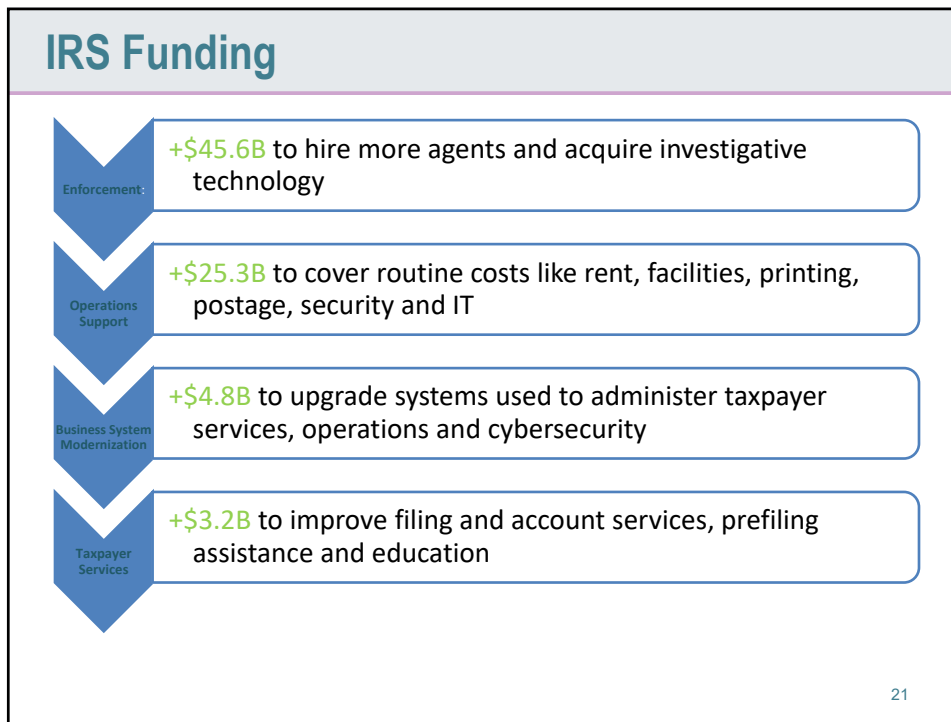 IRS Funding
Enforcement:
+$45.6B to hire more agents and acquire investigative
technology
Operations
Support
+$25.3B to cover routine costs like rent, facilities, printing,
postage, security and IT
Business System
Modernization
+$4.8B to upgrade systems used to administer taxpayer
services, operations and cybersecurity
Taxpayer
Services
+$3.2B to improve filing and account services, prefiling
assistance and education
21